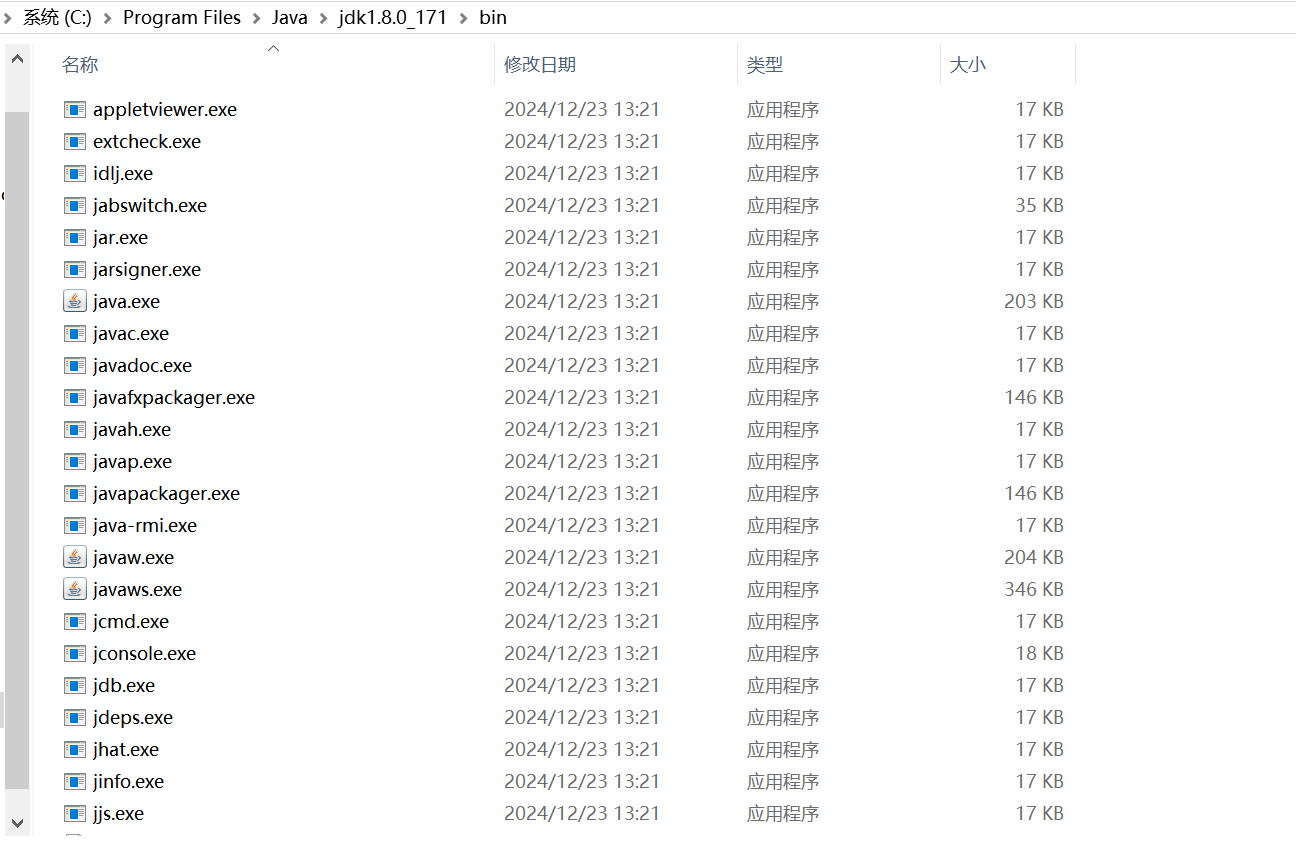 系统 (C:) > Program Files > Java > jdk1.8.0_171 > bin
名称 修改日期 类型 大小
appletviewer.exe 2024/12/23 13:21 应用程序 17 KB
extcheck.exe 2024/12/23 13:21 应用程序 17 KB
idlj.exe 2024/12/23 13:21 应用程序 17 KB
jabswitch.exe 2024/12/23 13:21 应用程序 35 KB
jar.exe 2024/12/23 13:21 应用程序 17 KB
jarsigner.exe 2024/12/23 13:21 应用程序 17 KB
java.exe 2024/12/23 13:21 应用程序 203 KB
javac.exe 2024/12/23 13:21 应用程序 17 KB
javadoc.exe 2024/12/23 13:21 应用程序 17 KB
javafxpackager.exe 2024/12/23 13:21 应用程序 146 KB
javah.exe 2024/12/23 13:21 应用程序 17 KB
javap.exe 2024/12/23 13:21 应用程序 17 KB
javapackager.exe 2024/12/23 13:21 应用程序 146 KB
java-rmi.exe 2024/12/23 13:21 应用程序 17 KB
javaw.exe 2024/12/23 13:21 应用程序 204 KB
javaws.exe 2024/12/23 13:21 应用程序 346 KB
jcmd.exe 2024/12/23 13:21 应用程序 17 KB
jconsole.exe 2024/12/23 13:21 应用程序 18 KB
jdb.exe 2024/12/23 13:21 应用程序 17 KB
jdeps.exe 2024/12/23 13:21 应用程序 17 KB
jhat.exe 2024/12/23 13:21 应用程序 17 KB
jinfo.exe 2024/12/23 13:21 应用程序 17 KB
jjs.exe 2024/12/23 13:21 应用程序 17 KB